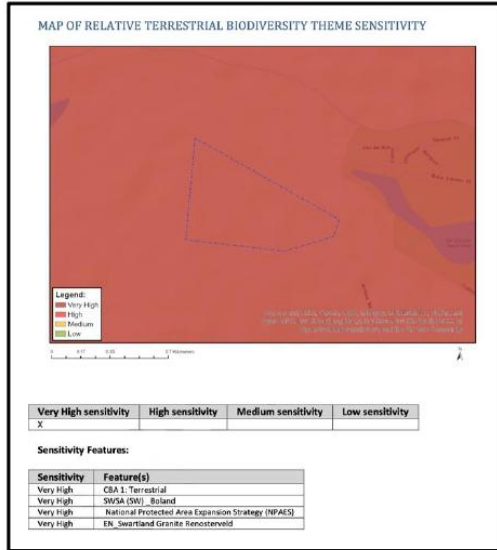 MAP OF RELATIVE TERRESTRIAL BIODIVERSITY THEME SENSITIVITY
Legend:
Very High
High
Medium
Low
Very High sensitivity High sensitivity Medium sensitivity Low sensitivity
X
Sensitivity Features:
Sensitivity Feature(s)
Very High CBA 1: Terrestrial
Very High SWSA (SW) _Boland
Very High National Protected Area Expansion Strategy (NPAES)
Very High EN_Swartland Granite Renosterveld